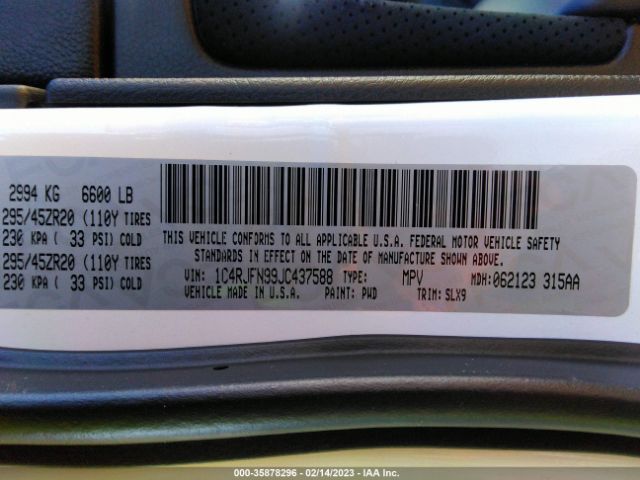 2994 KG 6600 LB
295/45ZR20 (110Y TIRES
230 KPA ( 33 PSI) COLD
295/45ZR20 (110Y TIRES
230 KPA ( 33 PSI) COLD
THIS VEHICLE CONFORMS TO ALL APPLICABLE U.S.A. FEDERAL MOTOR VEHICLE SAFETY
STANDARDS IN EFFECT ON THE DATE OF MANUFACTURE SHOWN ABOVE.
VIN: 1C4RJFN99JC437588 TYPE: MPV MDH: 062123 315AA
VEHICLE MADE IN U.S.A. PAINT: PWD TRIM: SLX9
000-35878296 - 02/14/2023 - IAA Inc.